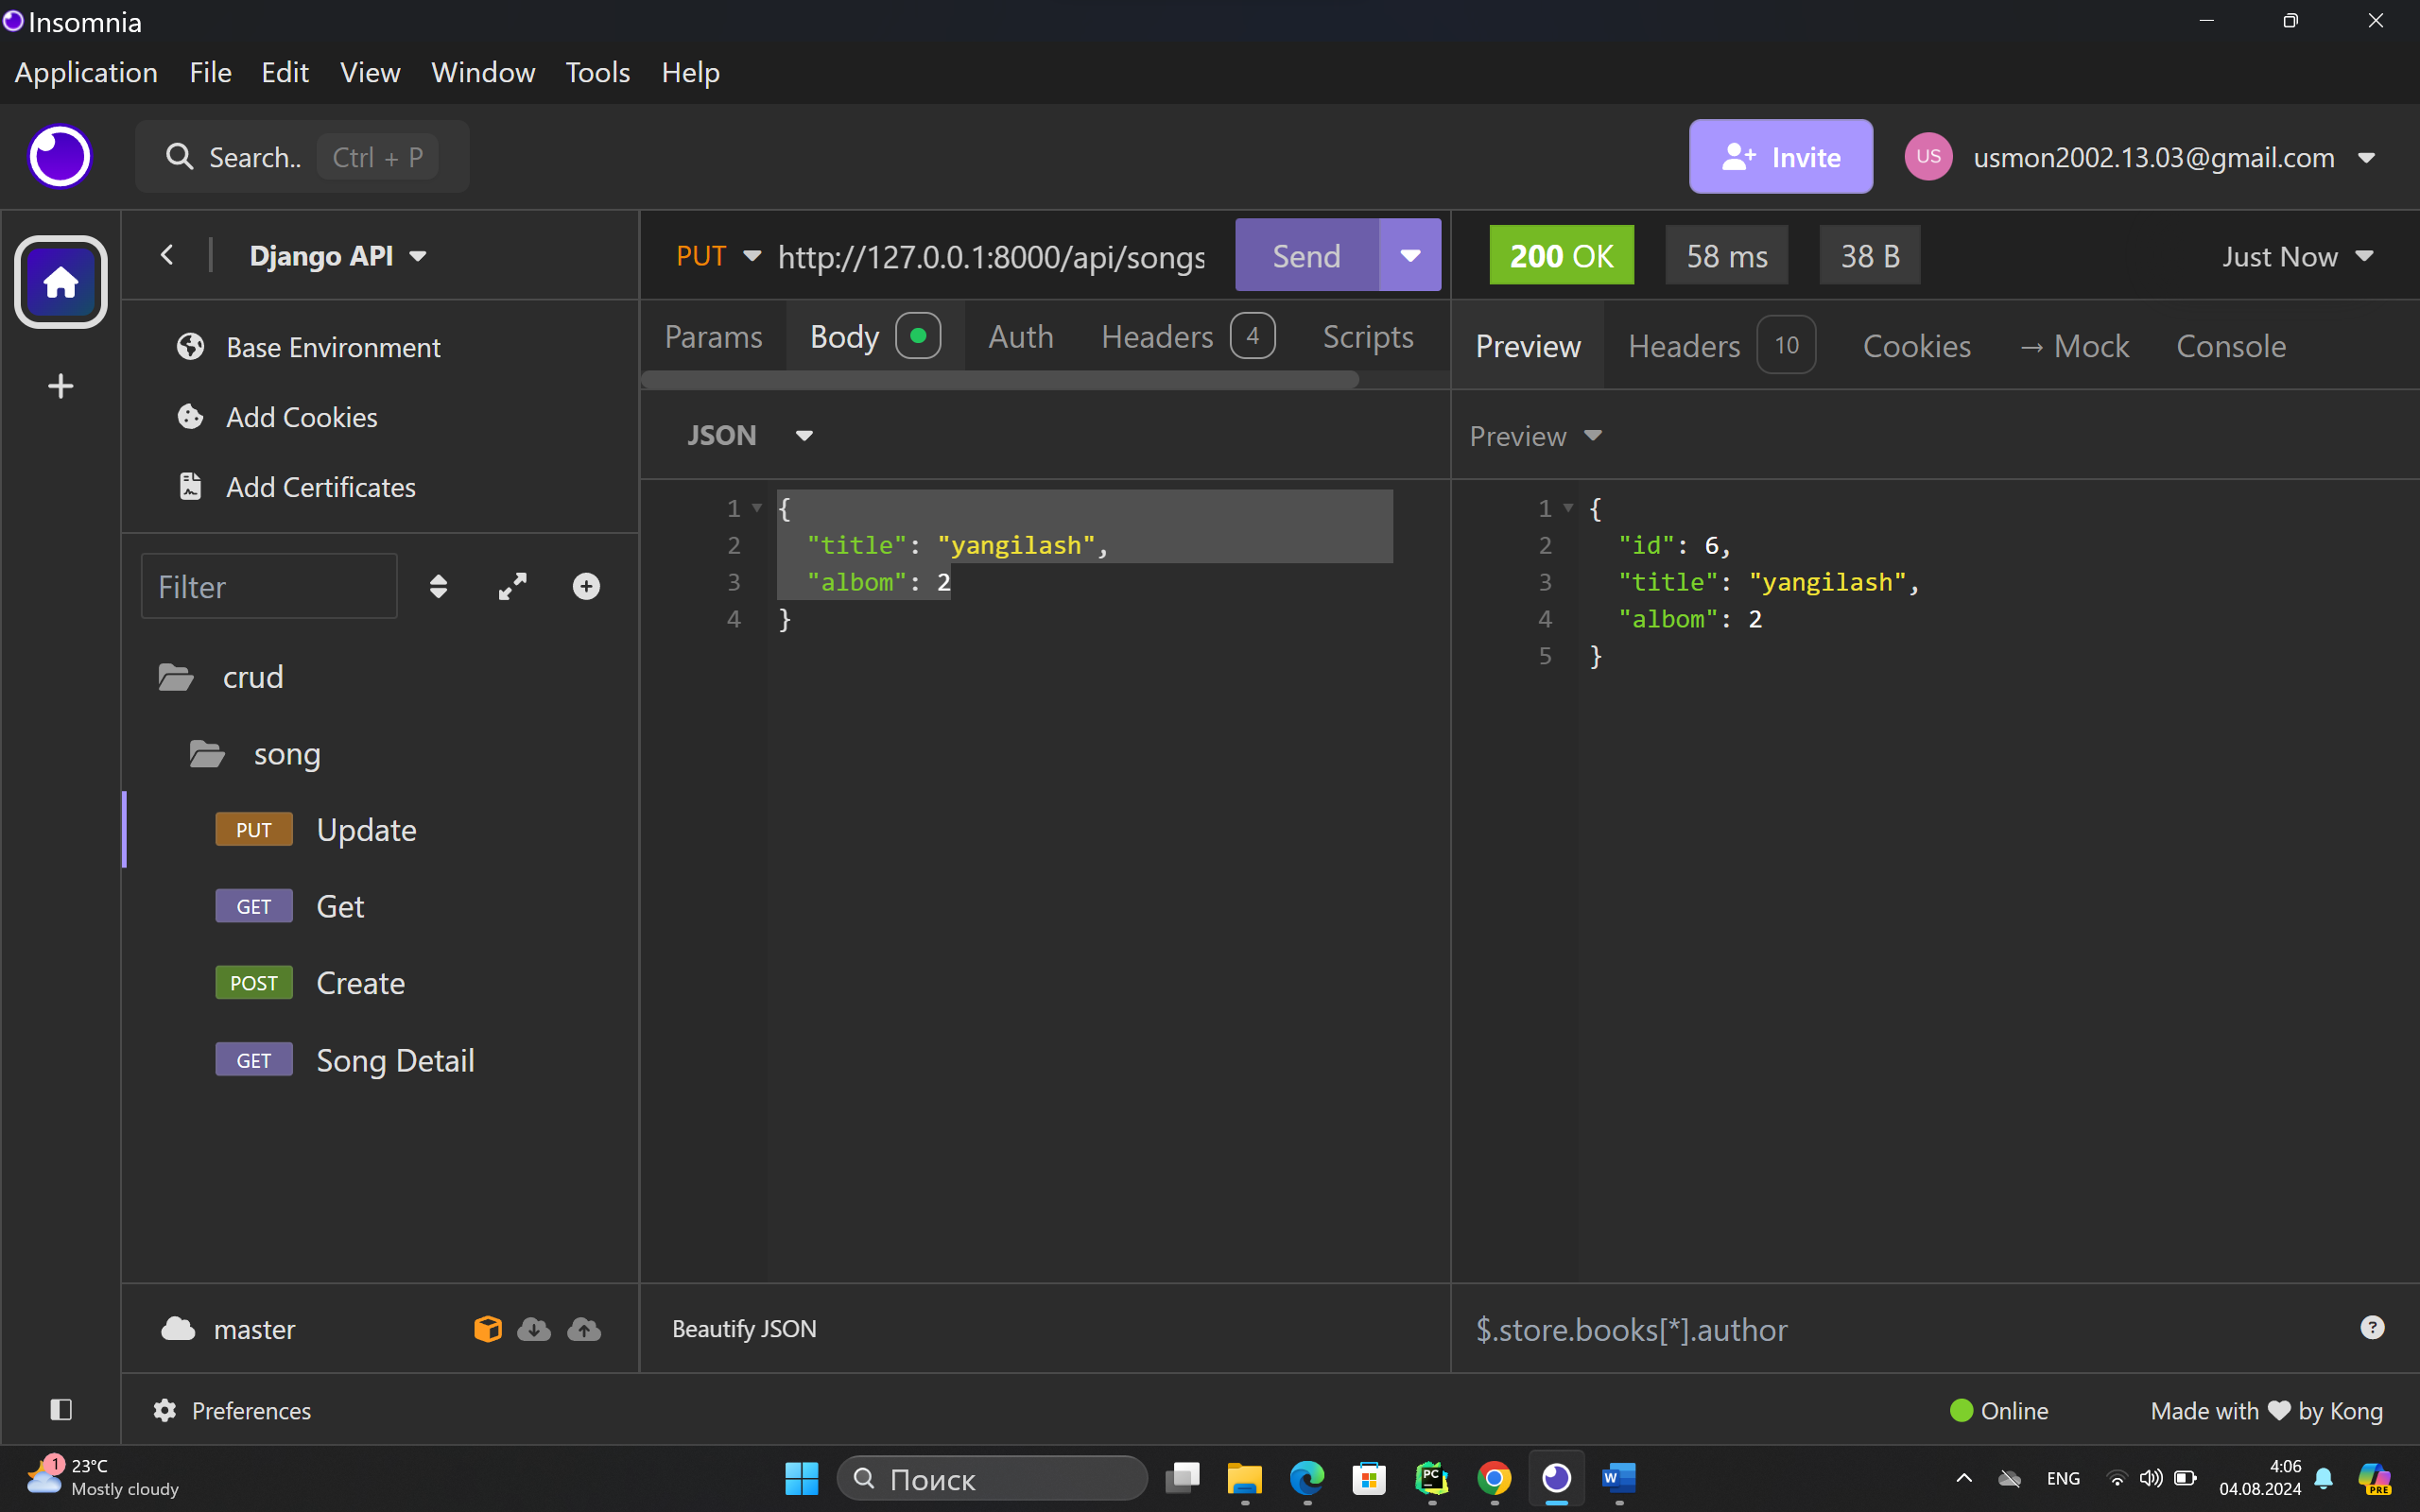 Insomnia
Application File Edit View Window Tools Help
Search.. Ctrl + P
Invite
US
usmon2002.13.03@gmail.com
Django API
Base Environment
Add Cookies
Add Certificates
Filter
crud
song
PUT Update
GET Get
POST Create
GET Song Detail
master
Preferences
PUT http://127.0.0.1:8000/api/songs
Send
Params Body Auth Headers 4 Scripts
JSON
1 {
2 "title": "yangilash",
3 "albom": 2
4 }
Beautify JSON
200 OK 58 ms 38 B Just Now
Preview Headers 10 Cookies → Mock Console
Preview
1 {
2 "id": 6,
3 "title": "yangilash",
4 "albom": 2
5 }
$.store.books[*].author
?
Online
Made with ❤ by Kong
1
23°C
Mostly cloudy
Поиск
PC
W
ENG
4:06
04.08.2024
PRE